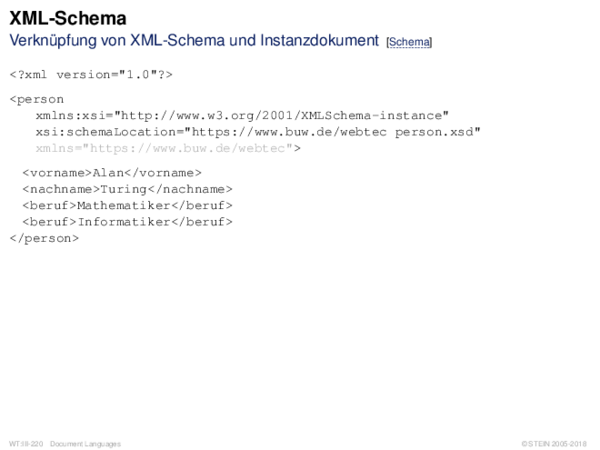 XML-Schema
Verknüpfung von XML-Schema und Instanzdokument [Schema]
<?xml version="1.0"?>
<person
xmlns:xsi="http://www.w3.org/2001/XMLSchema-instance"
xsi:schemaLocation="https://www.buw.de/webtec person.xsd"
xmlns="https://www.buw.de/webtec">
<vorname>Alan</vorname>
<nachname>Turing</nachname>
<beruf>Mathematiker</beruf>
<beruf>Informatiker</beruf>
</person>
WT:III-220 Document Languages © STEIN 2005-2018